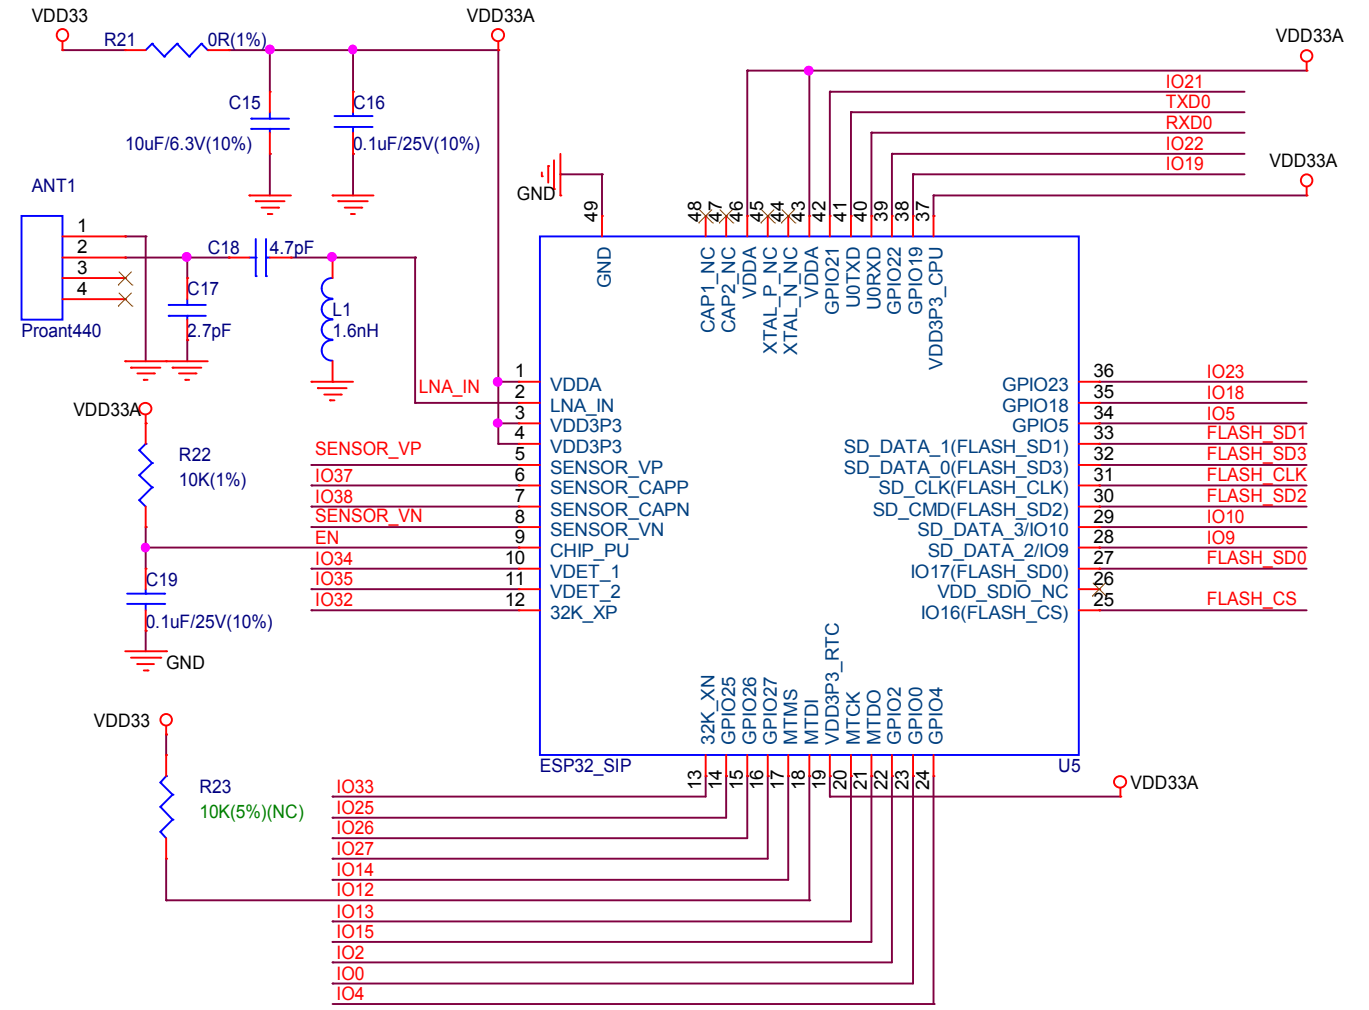 VDD33
R21
0R(1%)
VDD33A
C15
10uF/6.3V(10%)
C16
0.1uF/25V(10%)
VDD33A
IO21
TXD0
RXD0
IO22
IO19
VDD33A
GND
ANT1
1
2
3
4
Proant440
C18
4.7pF
C17
2.7pF
L1
1.6nH
49
48
47
46
45
44
43
42
41
40
39
38
37
GND
CAP1_NC
CAP2_NC
VDDA
XTAL_P_NC
XTAL_N_NC
VDDA
GPIO21
U0TXD
U0RXD
GPIO22
GPIO19
VDD3P3_CPU
VDD33A
R22
10K(1%)
C19
0.1uF/25V(10%)
GND
LNA_IN
SENSOR_VP
IO37
IO38
SENSOR_VN
EN
IO34
IO35
IO32
1 VDDA
2 LNA_IN
3 VDD3P3
4 VDD3P3
5 SENSOR_VP
6 SENSOR_CAPP
7 SENSOR_CAPN
8 SENSOR_VN
9 CHIP_PU
10 VDET_1
11 VDET_2
12 32K_XP
GPIO23 36 IO23
GPIO18 35 IO18
GPIO5 34 IO5
SD_DATA_1(FLASH_SD1) 33 FLASH_SD1
SD_DATA_0(FLASH_SD3) 32 FLASH_SD3
SD_CLK(FLASH_CLK) 31 FLASH_CLK
SD_CMD(FLASH_SD2) 30 FLASH_SD2
SD_DATA_3/IO10 29 IO10
SD_DATA_2/IO9 28 IO9
IO17(FLASH_SD0) 27 FLASH_SD0
VDD_SDIO_NC 26
IO16(FLASH_CS) 25 FLASH_CS
32K_XN
GPIO25
GPIO26
GPIO27
MTMS
MTDI
VDD3P3_RTC
MTCK
MTDO
GPIO2
GPIO0
GPIO4
ESP32_SIP
U5
13
14
15
16
17
18
19
20
21
22
23
24
VDD33A
VDD33
R23
10K(5%)(NC)
IO33
IO25
IO26
IO27
IO14
IO12
IO13
IO15
IO2
IO0
IO4